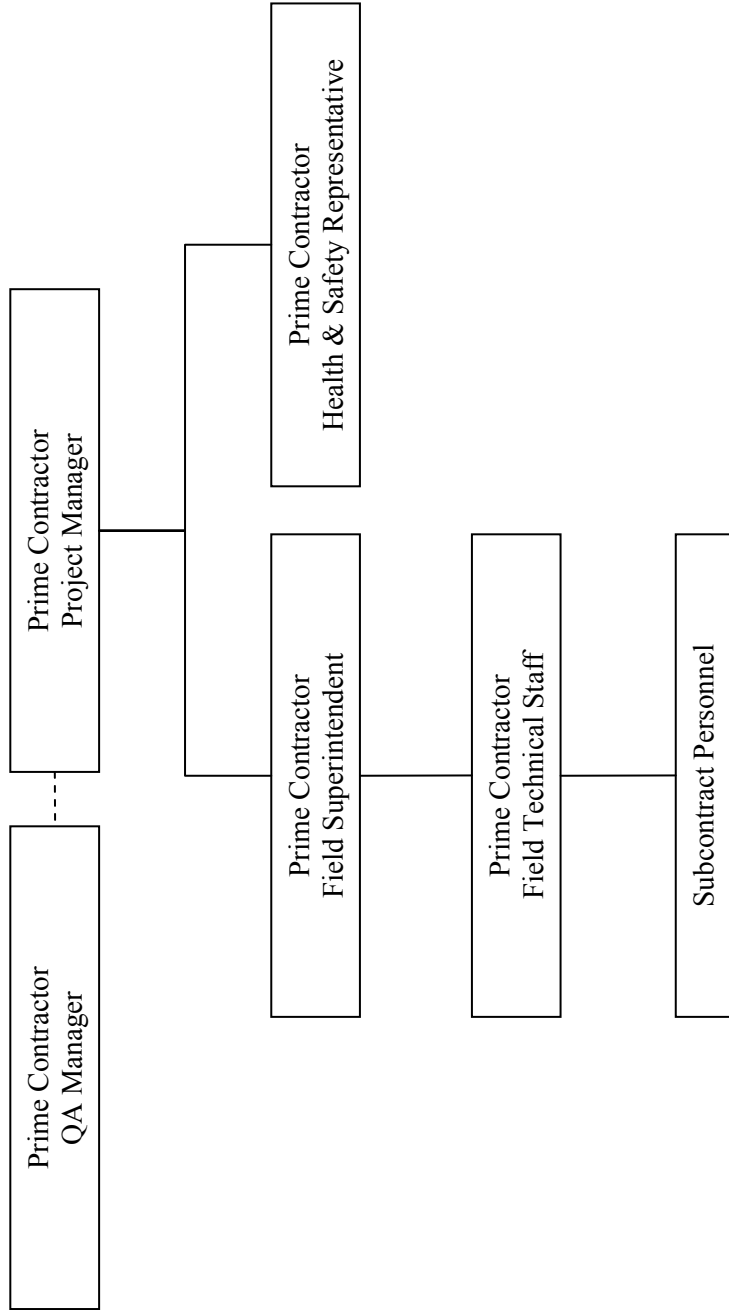 Prime Contractor
QA Manager
Prime Contractor
Project Manager
Prime Contractor
Field Superintendent
Prime Contractor
Health & Safety Representative
Prime Contractor
Field Technical Staff
Subcontract Personnel